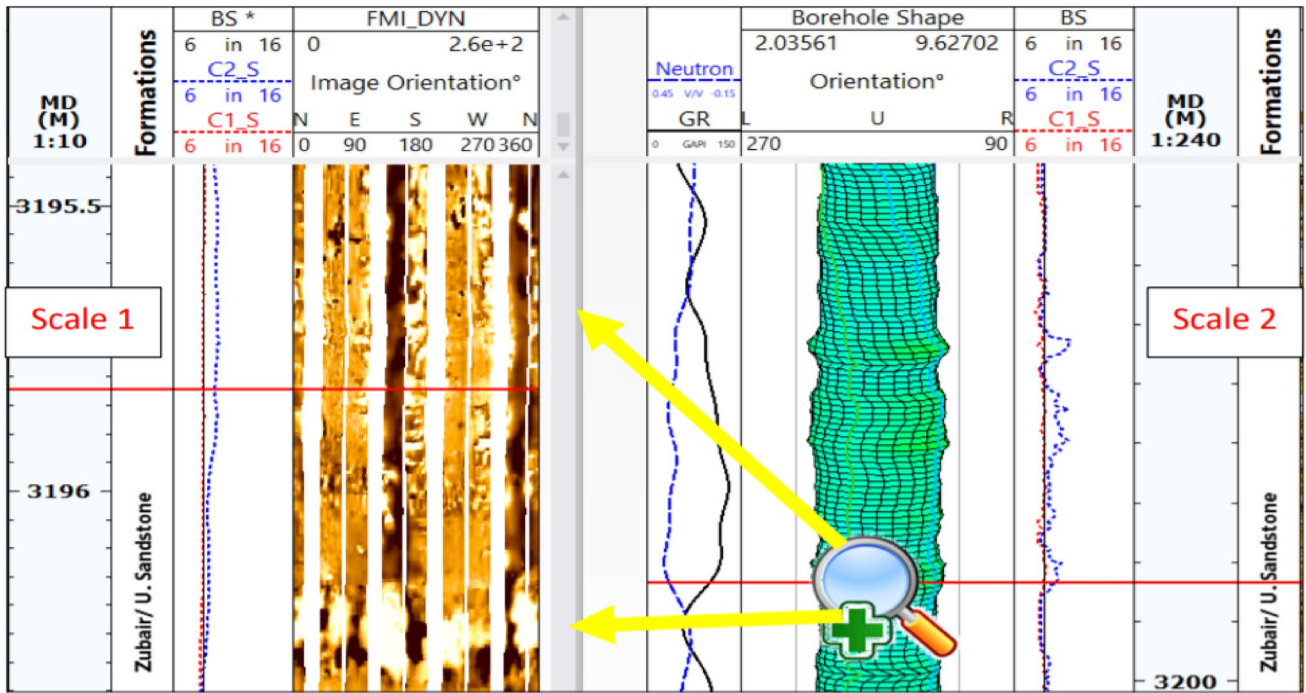 BS *
6 in 16
C2_S
6 in 16
C1_S
6 in 16
MD
(M)
1:10
Formations
FMI_DYN
0 2.6e+2
Image Orientation°
N E S W N
0 90 180 270 360
3195.5
Scale 1
3196
Zubair/ U. Sandstone
Neutron
0.45 V/V -0.15
GR
0 GAPI 150
Borehole Shape
2.03561 9.62702
Orientation°
L U R
270 90
BS
6 in 16
C2_S
6 in 16
C1_S
6 in 16
MD
(M)
1:240
Formations
Scale 2
Zubair/ U. Sandstone
3200